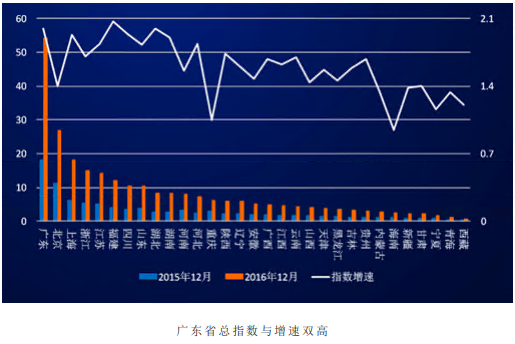 60
50
40
30
20
10
0
2.1
1.4
0.7
0
广东
北京
上海
浙江
江苏
福建
四川
山东
湖北
湖南
河南
河北
重庆
陕西
辽宁
安徽
广西
江西
云南
山西
天津
黑龙江
吉林
贵州
内蒙古
海南
新疆
甘肃
宁夏
青海
西藏
2015年12月
2016年12月
指数增速
广东省总指数与增速双高